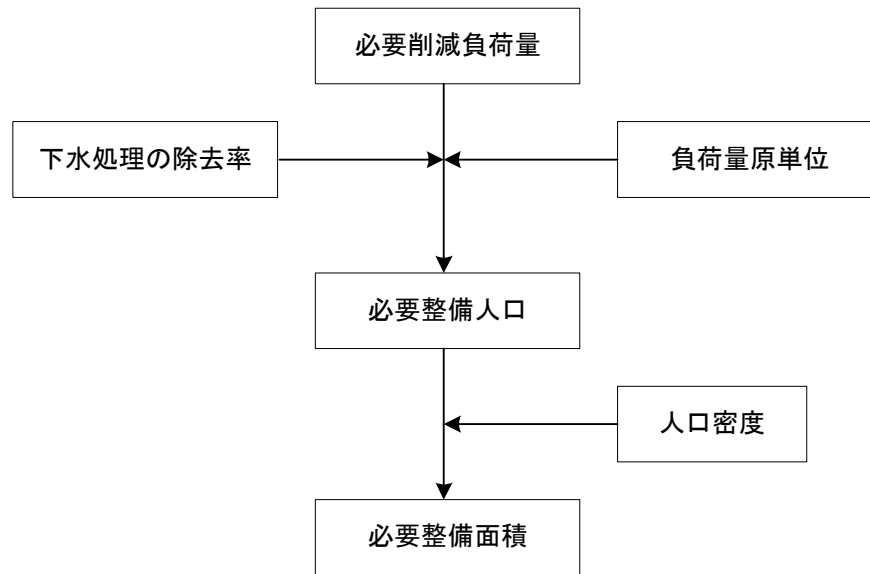 必要削減負荷量
下水処理の除去率
負荷量原単位
必要整備人口
人口密度
必要整備面積